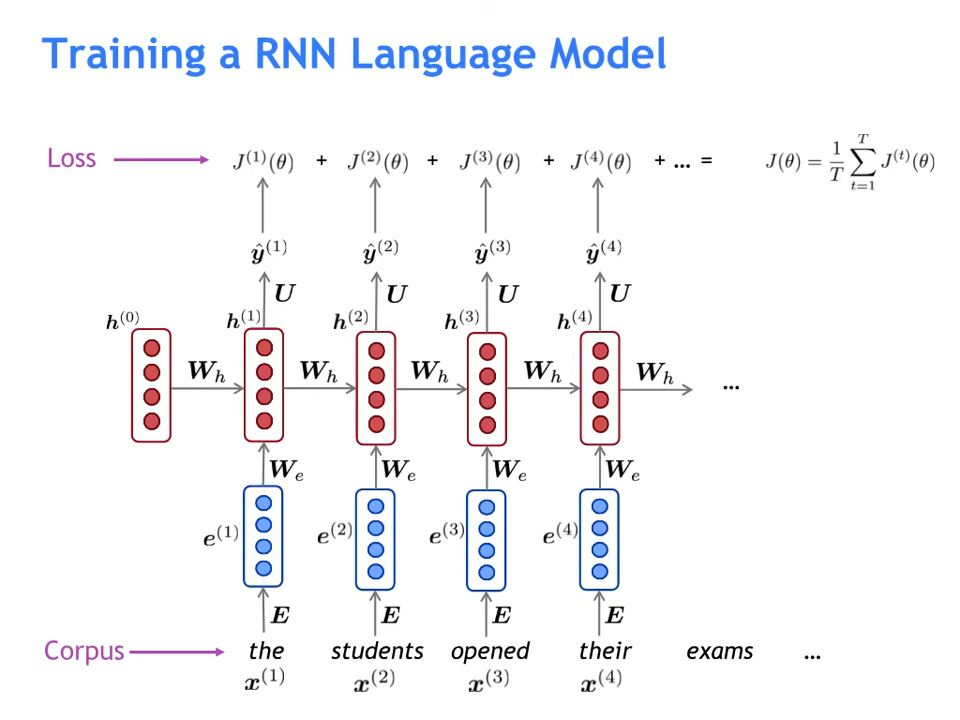 Training a RNN Language Model
Loss J^{(1)}(θ) + J^{(2)}(θ) + J^{(3)}(θ) + J^{(4)}(θ) + ... = J(θ) = \frac{1}{T} \sum_{t=1}^{T} J^{(t)}(θ)
ŷ^{(1)} ŷ^{(2)} ŷ^{(3)} ŷ^{(4)}
U U U U
h^{(0)} h^{(1)} h^{(2)} h^{(3)} h^{(4)}
W_h W_h W_h W_h W_h ...
W_e W_e W_e W_e
e^{(1)} e^{(2)} e^{(3)} e^{(4)}
E E E E
Corpus the students opened their exams ...
x^{(1)} x^{(2)} x^{(3)} x^{(4)}